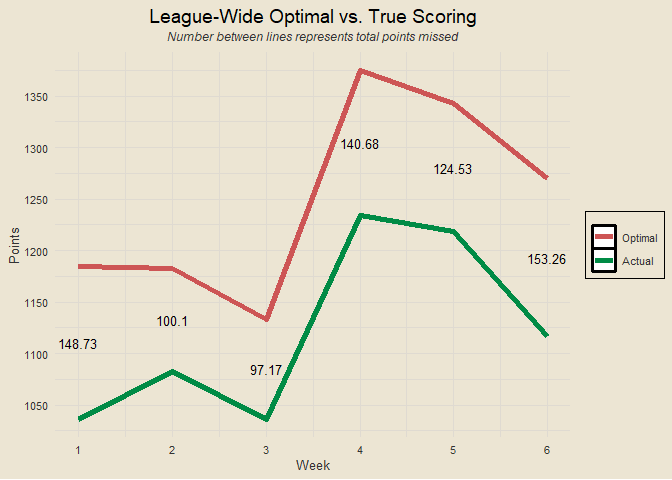 League-Wide Optimal vs. True Scoring
Number between lines represents total points missed
Points
1350
1300
1250
1200
1150
1100
1050
148.73
100.1
97.17
140.68
124.53
153.26
1 2 3 4 5 6
Week
Optimal
Actual